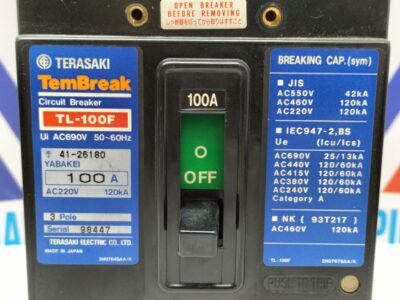 OPEN BREAKER
BEFORE REMOVING
TERASAKI
TemBreak
Circuit Breaker
TL-100F
Ui AC690V 50~60Hz
41-26180
YABAKEI
100 A
AC220V 120kA
3 Pole
Serial 98447
TERASAKI ELECTRIC CO., LTD.
MADE IN JAPAN
100A
O
OFF
BREAKING CAP. (sym)
JIS
AC550V 42kA
AC460V 120kA
AC220V 120kA
IEC947-2,BS
Ue (Icu/Ics)
AC690V 25/13kA
AC440V 120/60kA
AC415V 120/60kA
AC380V 120/60kA
AC240V 120/60kA
Category A
NK (93T217)
AC460V 120kA
TL-100F
PUSH TO TRIP